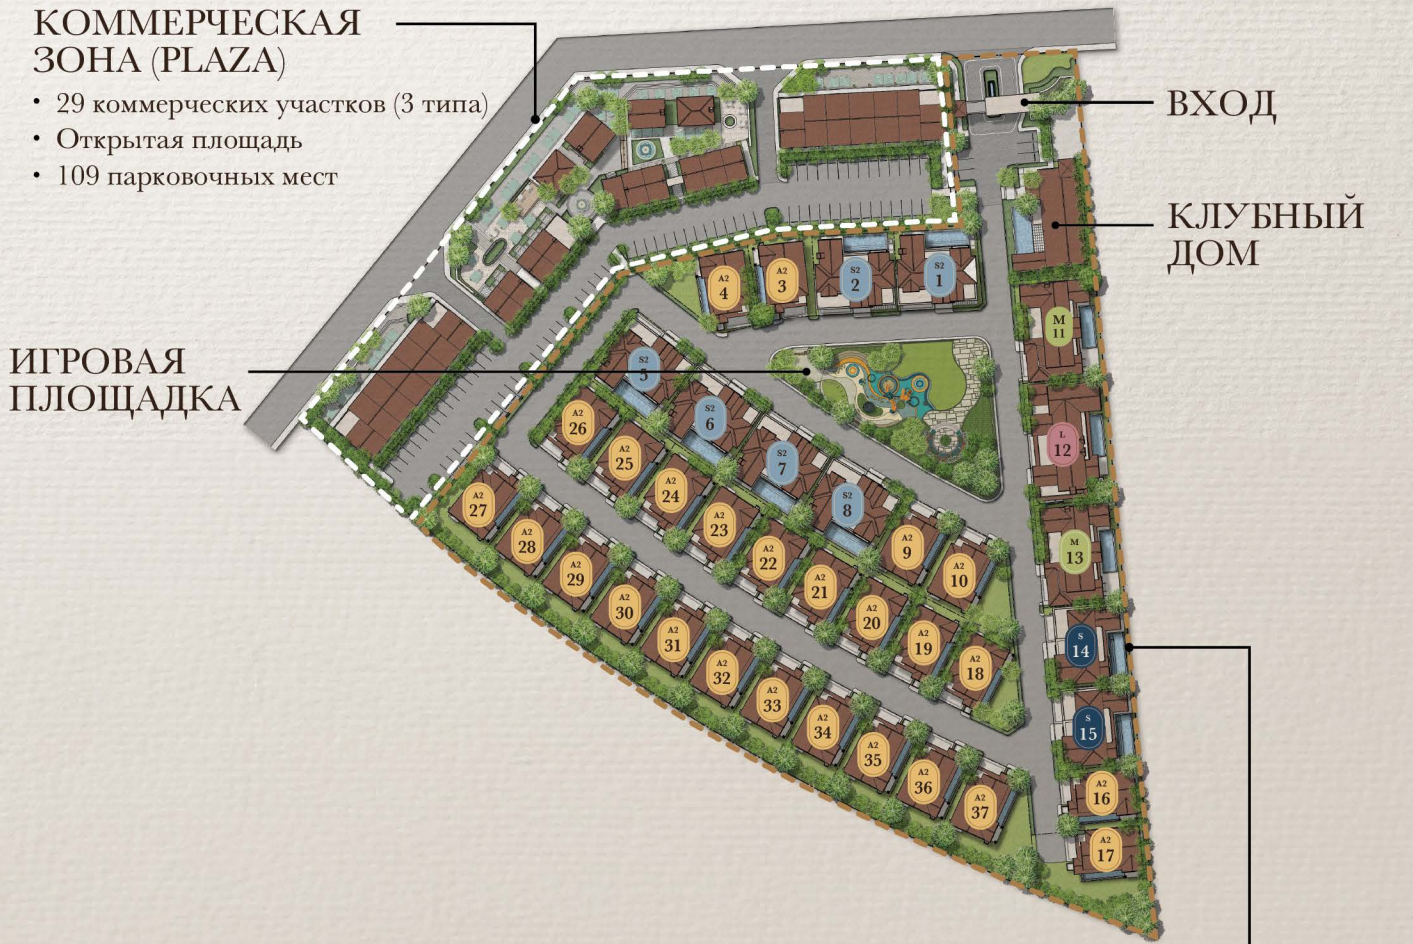 КОММЕРЧЕСКАЯ
ЗОНА (PLAZA)
• 29 коммерческих участков (3 типа)
• Открытая площадь
• 109 парковочных мест
ВХОД
КЛУБНЫЙ
ДОМ
ИГРОВАЯ
ПЛОЩАДКА
A2
4
A2
3
S2
2
S2
1
M
11
S2
5
S2
6
S2
7
S2
8
A2
9
A2
10
L
12
M
13
A2
26
A2
25
A2
24
A2
23
A2
22
A2
21
A2
20
A2
19
A2
18
S
14
S
15
A2
16
A2
17
A2
27
A2
28
A2
29
A2
30
A2
31
A2
32
A2
33
A2
34
A2
35
A2
36
A2
37